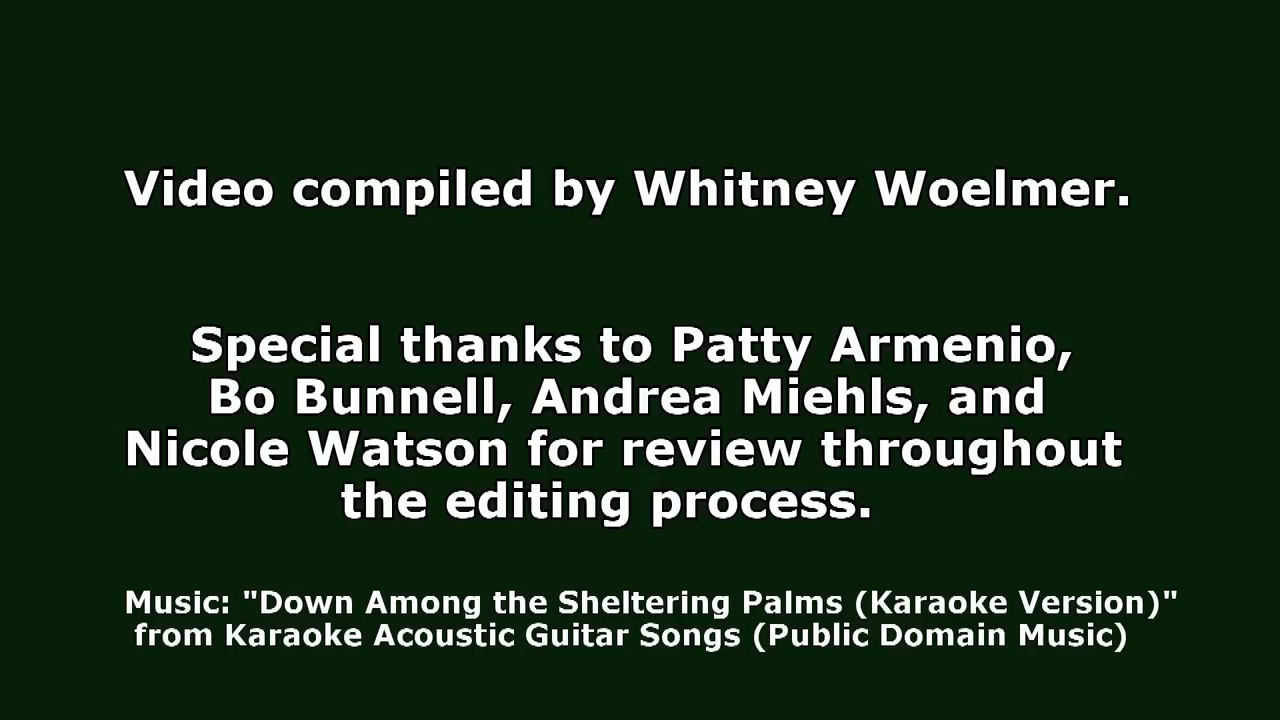 Video compiled by Whitney Woelmer.
Special thanks to Patty Armenio,
Bo Bunnell, Andrea Miehls, and
Nicole Watson for review throughout
the editing process.
Music: "Down Among the Sheltering Palms (Karaoke Version)"
from Karaoke Acoustic Guitar Songs (Public Domain Music)